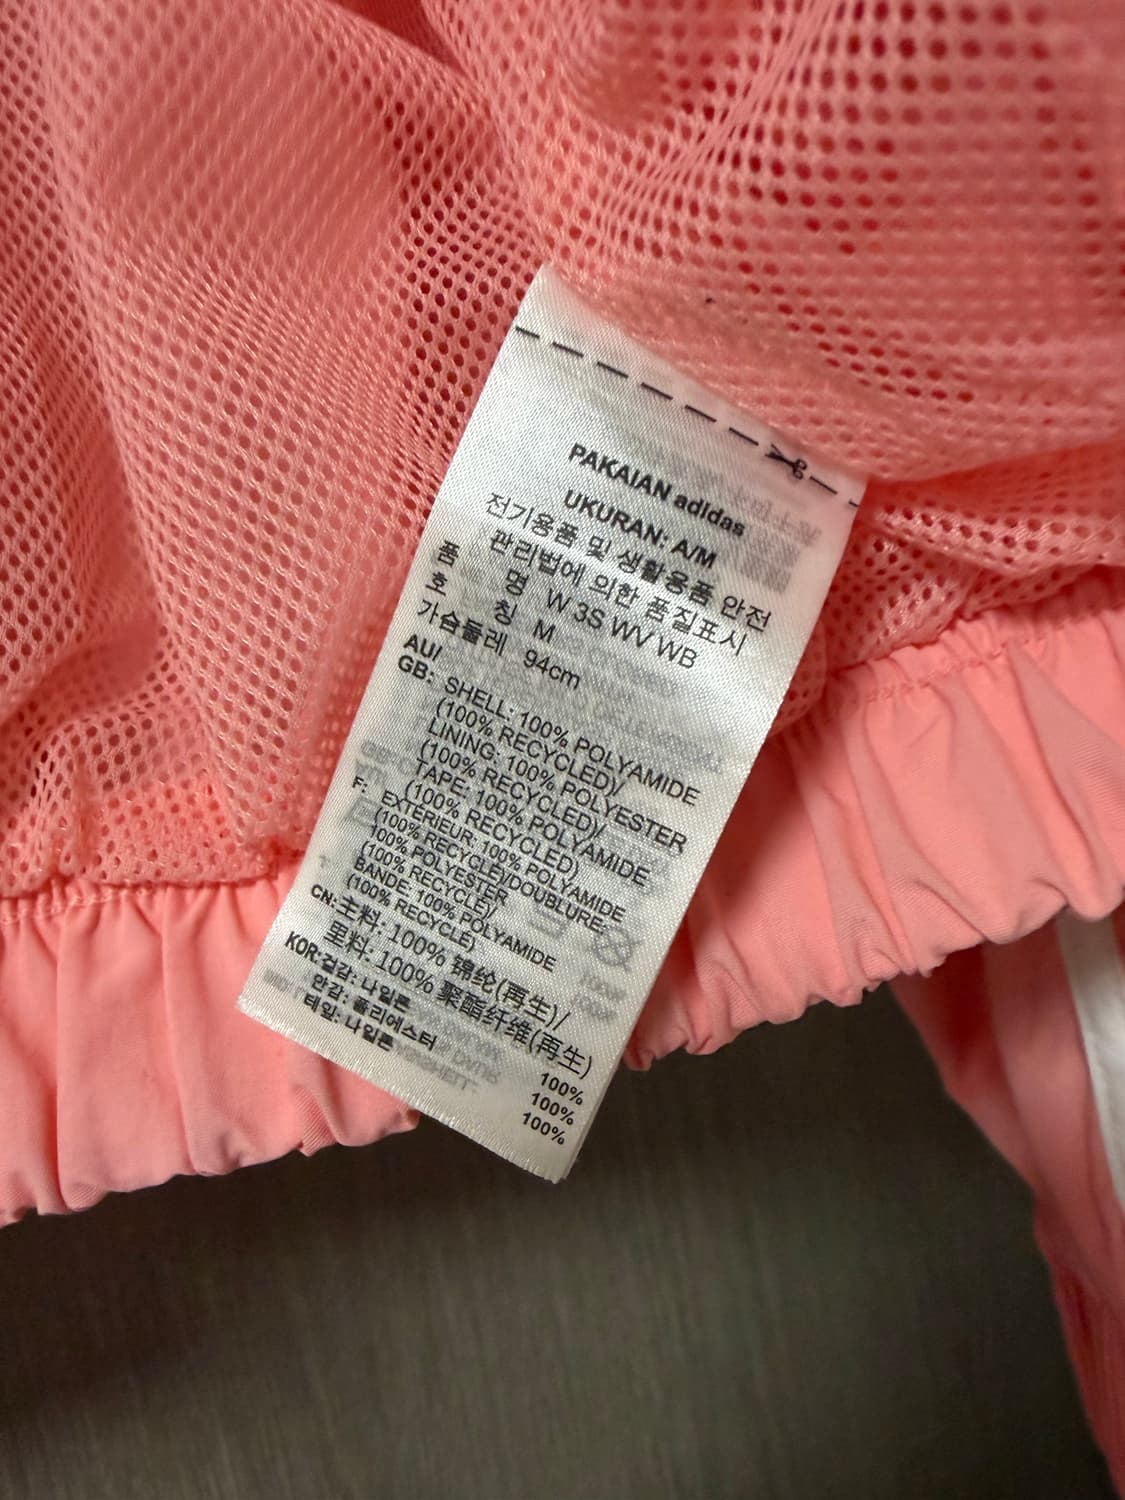 PAKAIAN adidas
UKURAN: A/M
전기용품 및 생활용품 안전
관리법에 의한 품질표시
품 명 W 3S WV WB
호 칭 M
가슴둘레 94cm
AU/
GB: SHELL: 100% POLYAMIDE
(100% RECYCLED)/
LINING: 100% POLYESTER
(100% RECYCLED)/
TAPE: 100% POLYAMIDE
(100% RECYCLED)
F: EXTÉRIEUR: 100% POLYAMIDE
(100% RECYCLÉ)/DOUBLURE:
100% POLYESTER
(100% RECYCLÉ)/
BANDE: 100% POLYAMIDE
(100% RECYCLÉ)
CN: 主料: 100% 锦纶(再生)/
里料: 100% 聚酯纤维(再生)
KOR: 겉감: 나일론 100%
안감: 폴리에스터 100%
테잎: 나일론 100%